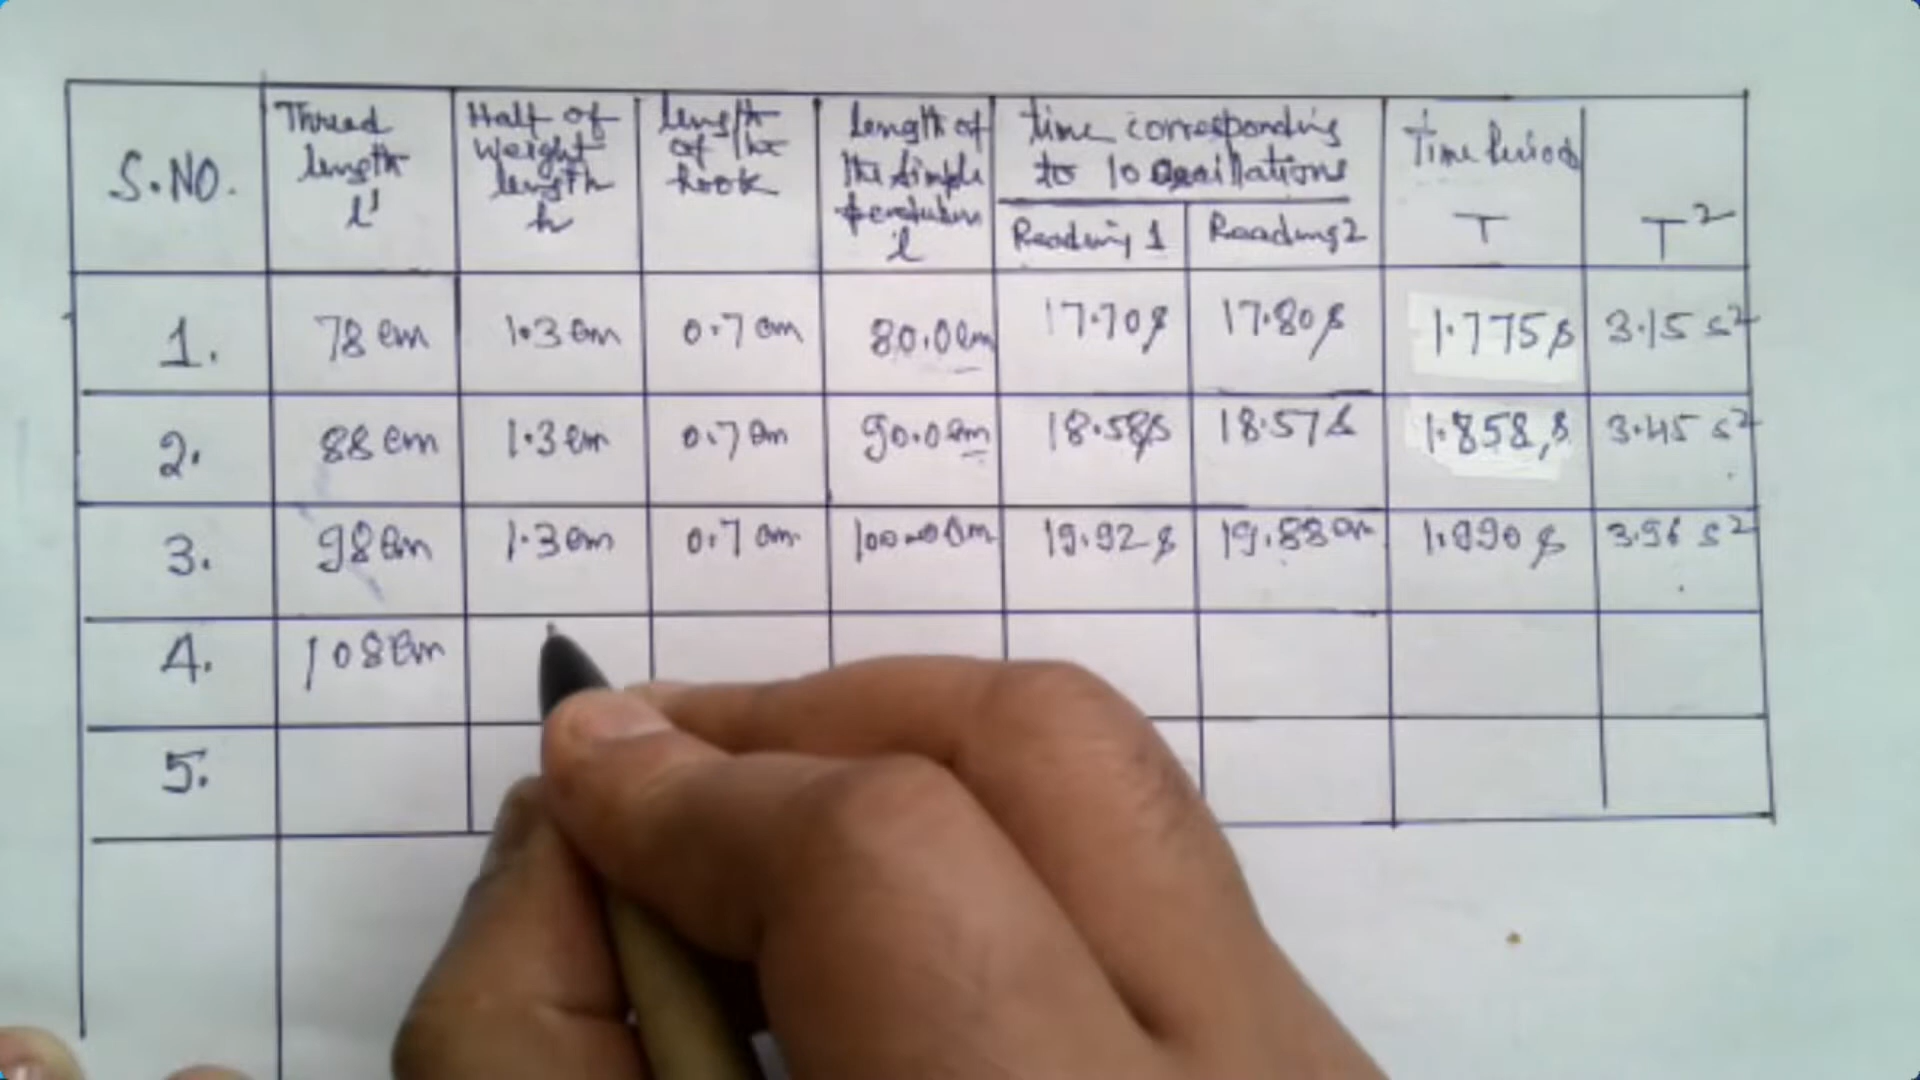 S.NO.
Thread
length
l'
Half of
weight
length
h
length
of the
hook
length of
the simple
pendulum
l
time corresponding
to 10 oscillations
Reading 1
Reading 2
Time Period
T
T²
1.
78 cm
1.3 cm
0.7 cm
80.0 cm
17.70 s
17.80 s
1.775 s
3.15 s²
2.
88 cm
1.3 cm
0.7 cm
90.0 cm
18.58 s
18.57 s
1.858 s
3.45 s²
3.
98 cm
1.3 cm
0.7 cm
100.0 cm
19.92 s
19.88 cm
1.990 s
3.96 s²
4.
108 cm
5.